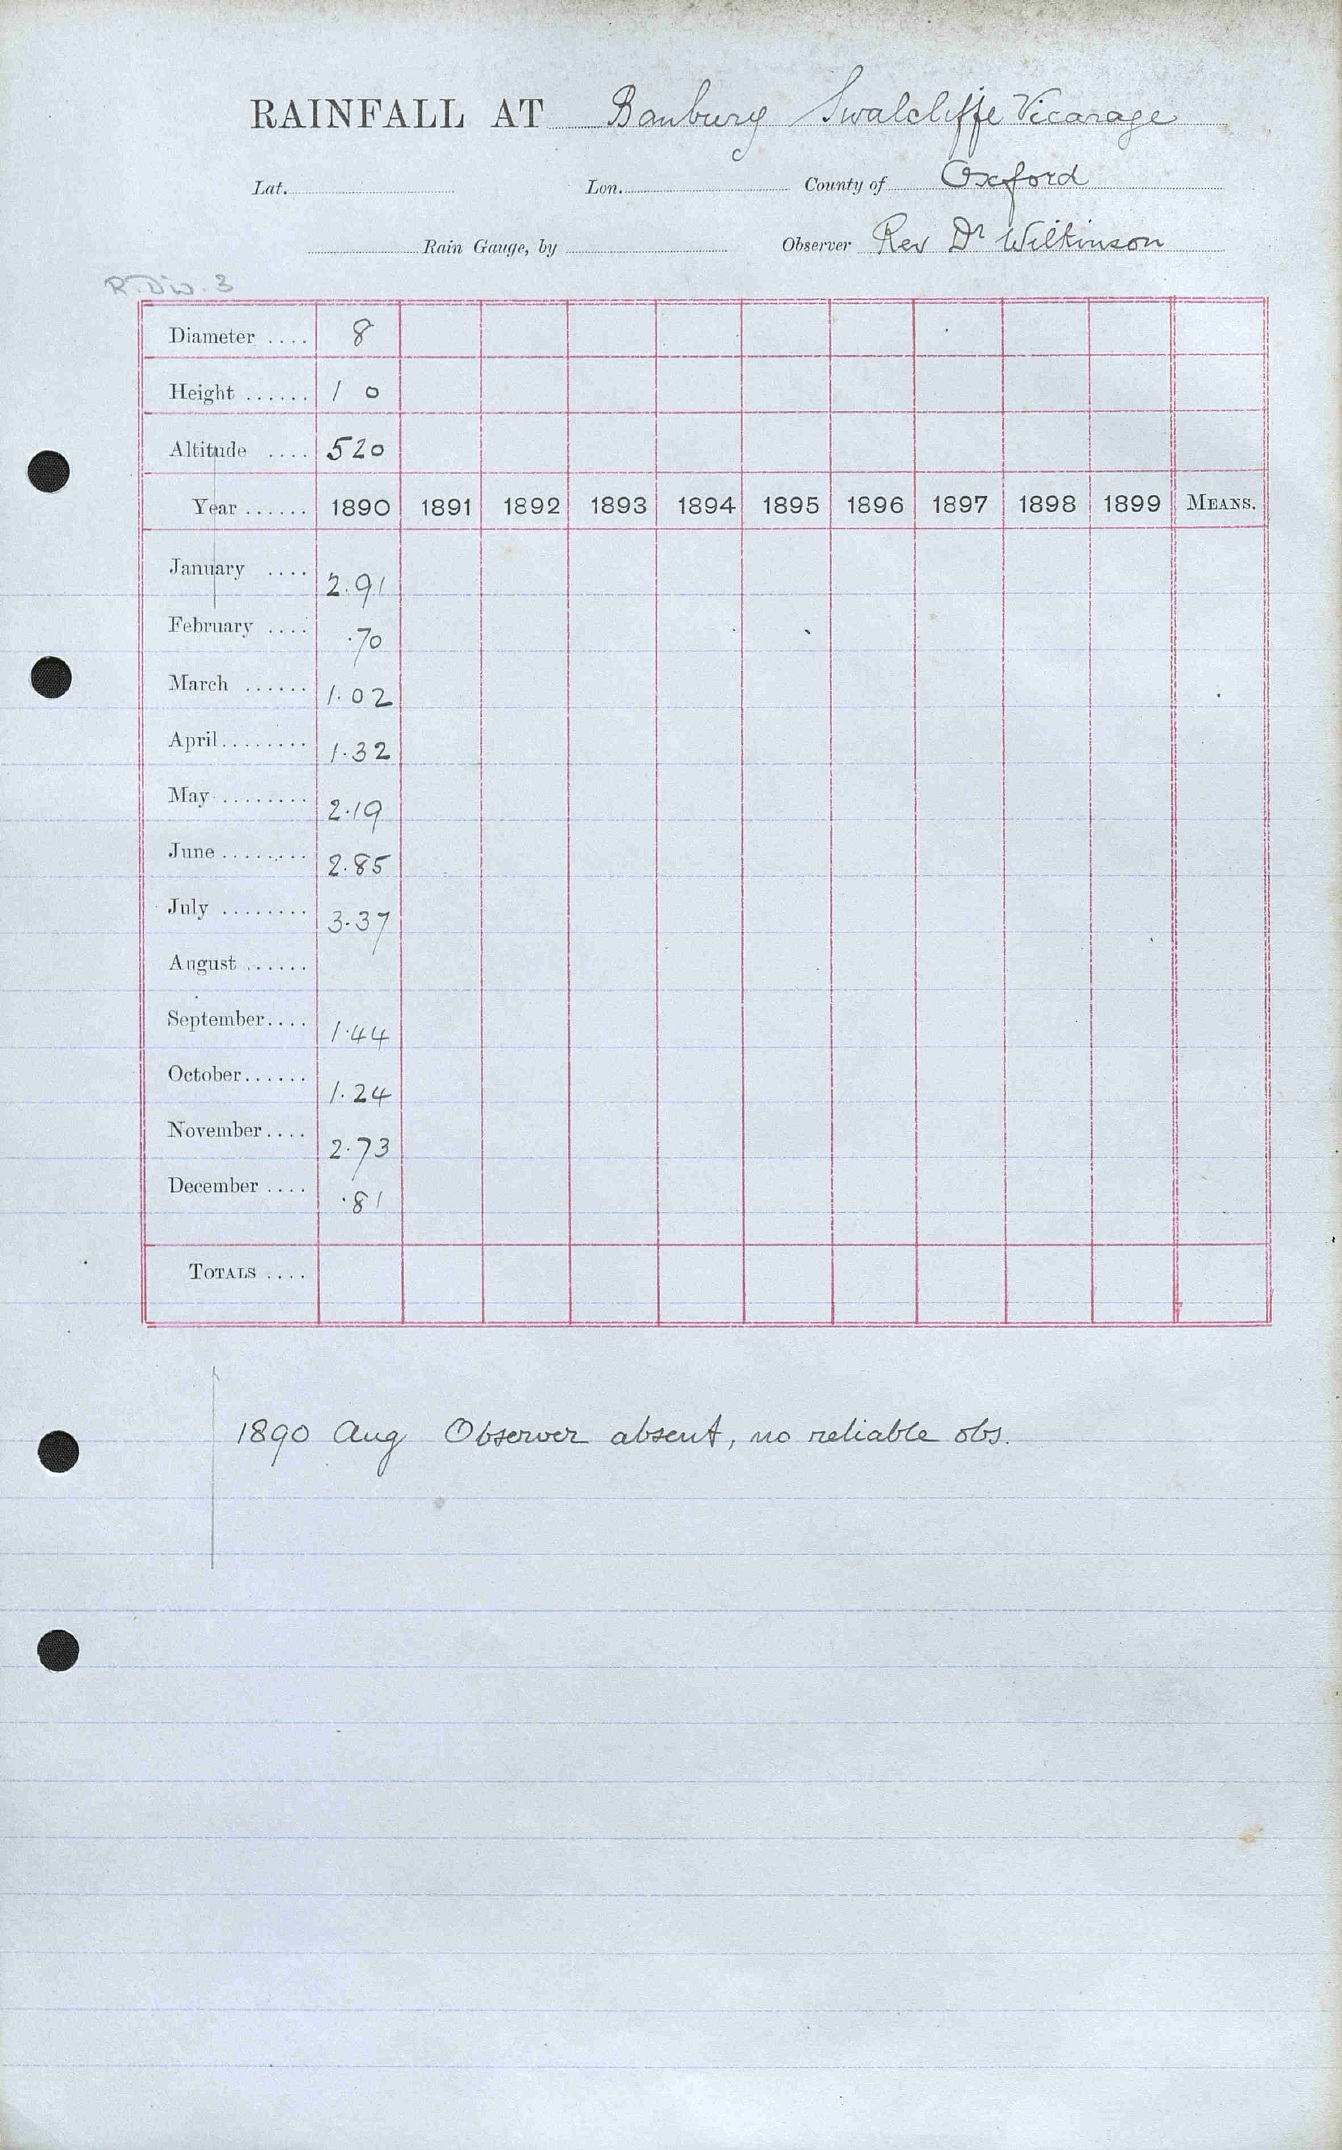 RAINFALL AT Banbury Swalcliffe Vicarage
Lat. Lon. County of Oxford
Rain Gauge, by Observer Rev Dr Wilkinson
R. Div. 3
Diameter .... 8
Height ...... 1 0
Altitude .... 520
Year ...... 1890 1891 1892 1893 1894 1895 1896 1897 1898 1899 MEANS.
January .... 2.91
February .... .70
March ...... 1.02
April ........ 1.32
May ........ 2.19
June ........ 2.85
July ........ 3.37
August ......
September .... 1.44
October ...... 1.24
November .... 2.73
December .... .81
TOTALS ....
1890 Aug Observer absent, no reliable obs.